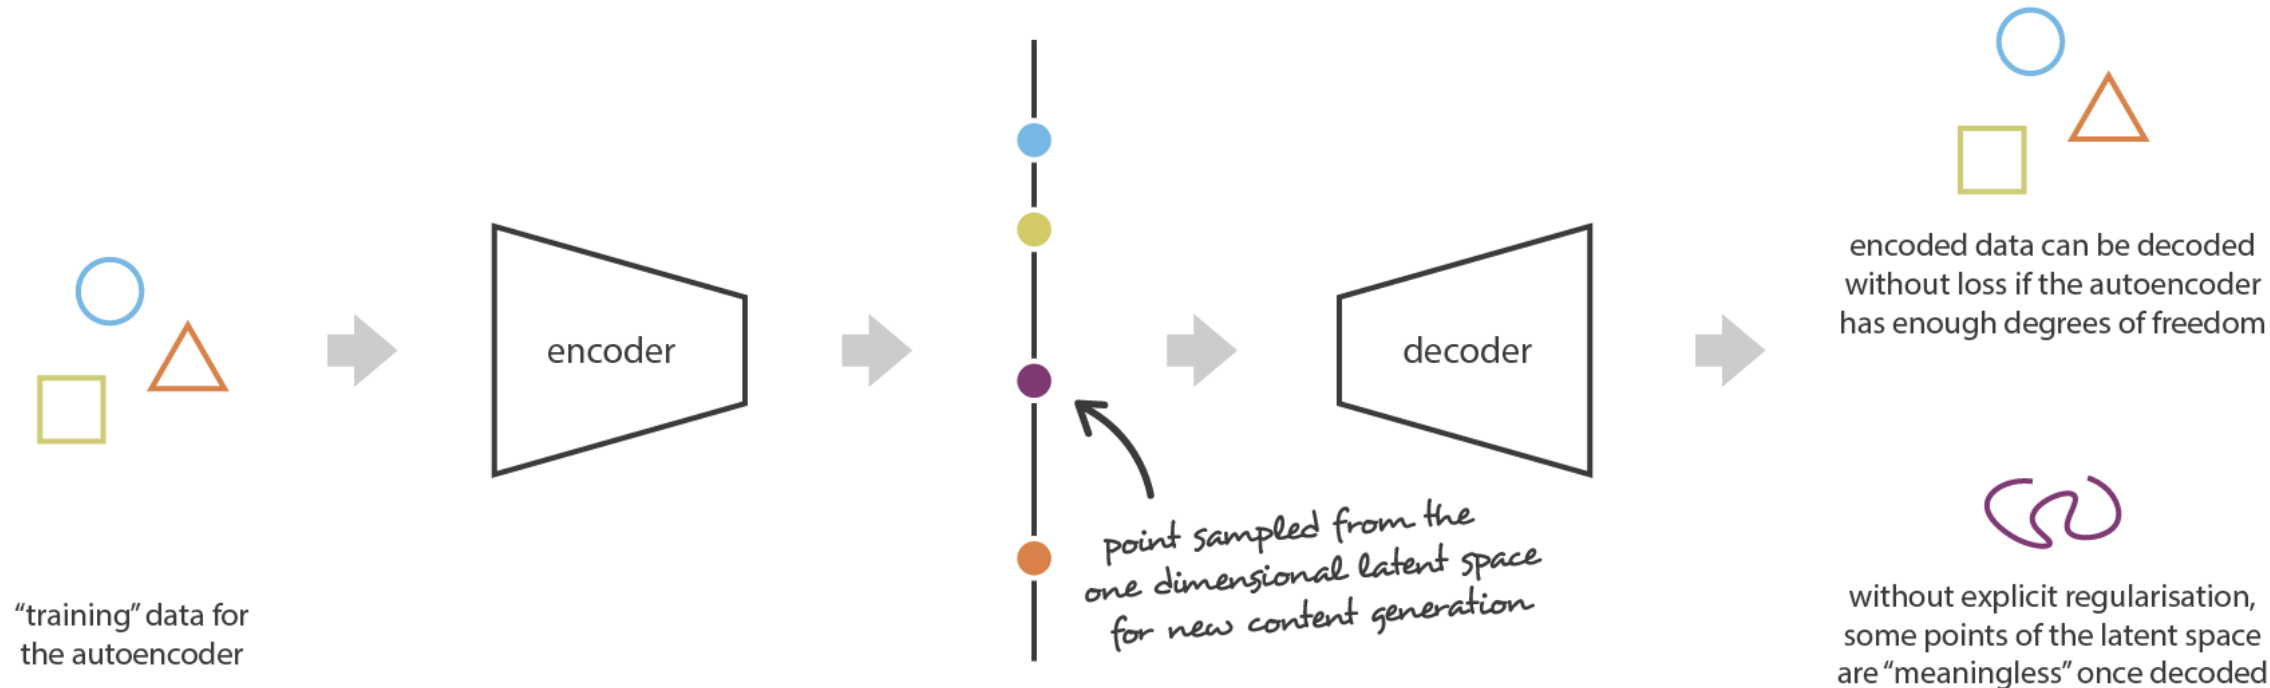 encoded data can be decoded
without loss if the autoencoder
has enough degrees of freedom
encoder
decoder
point sampled from the
one dimensional latent space
for new content generation
"training" data for
the autoencoder
without explicit regularisation,
some points of the latent space
are "meaningless" once decoded